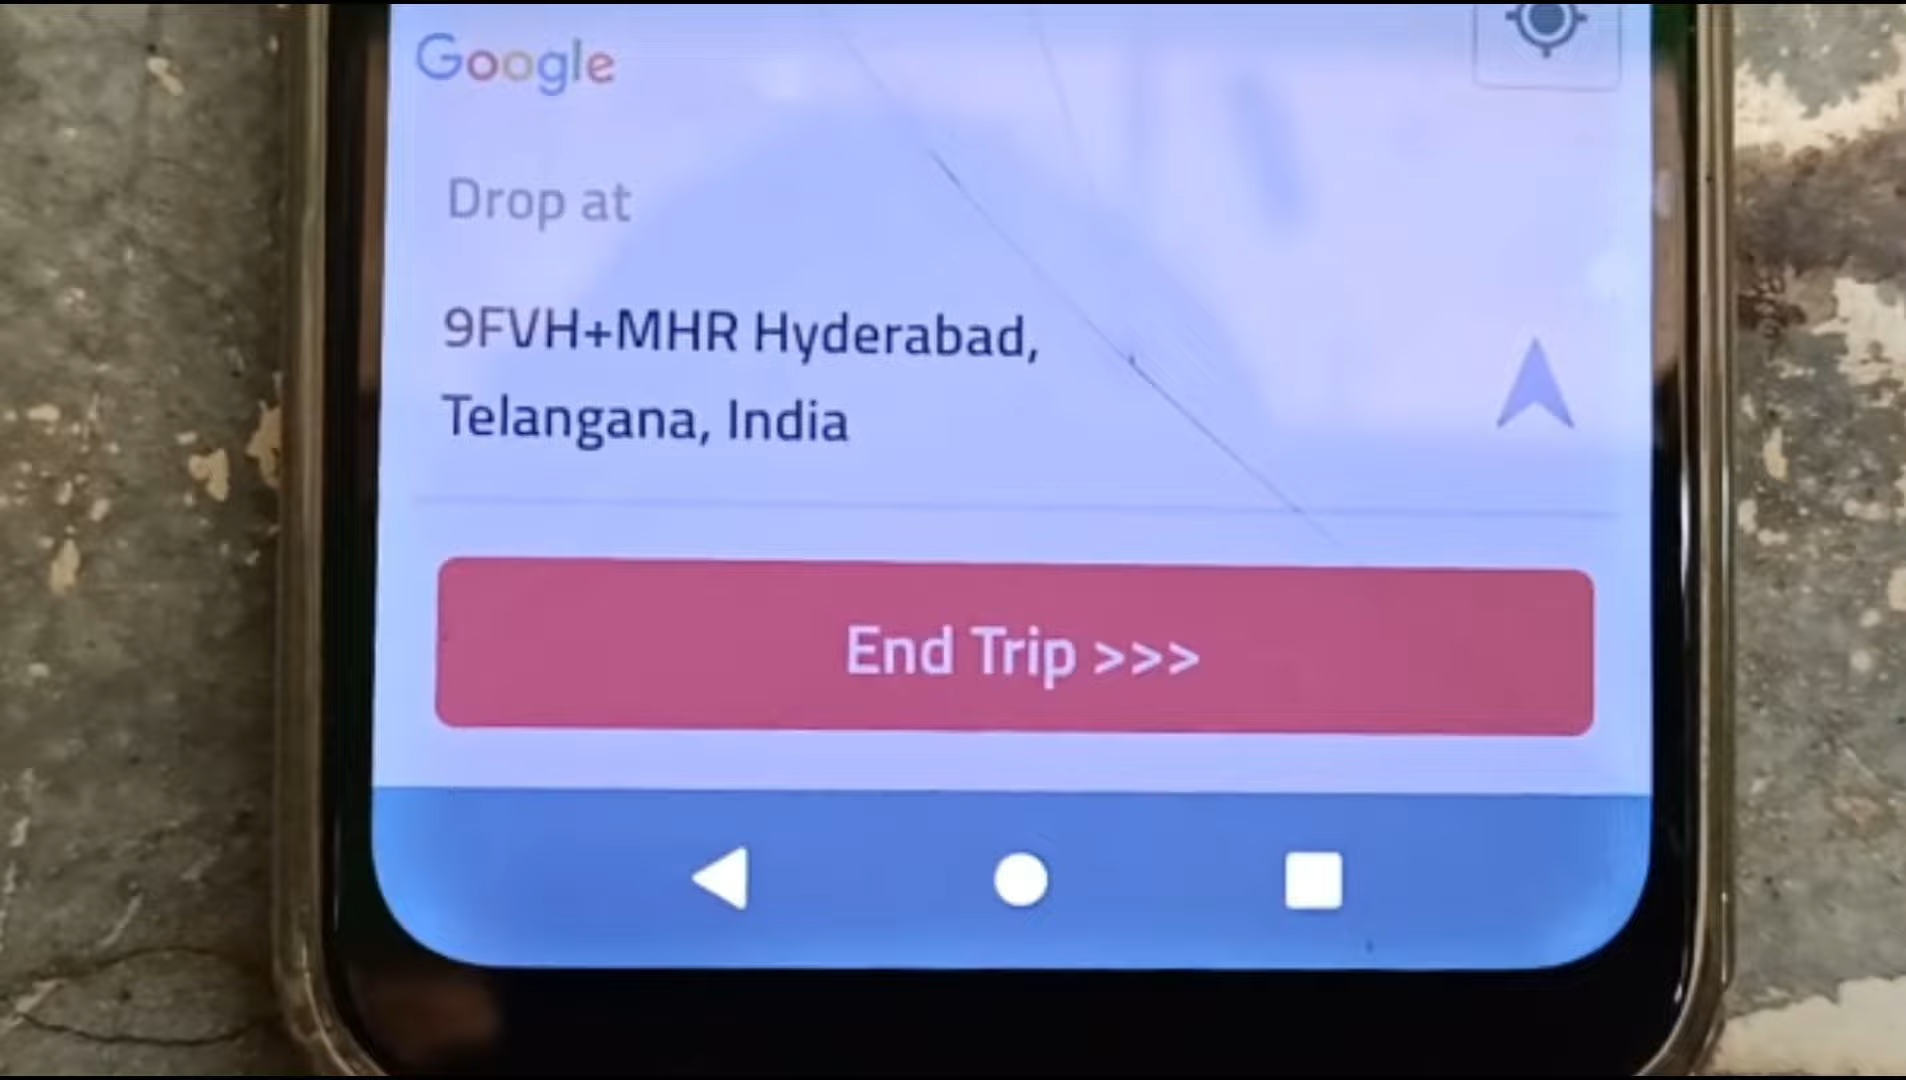 Google
Drop at
9FVH+MHR Hyderabad,
Telangana, India
End Trip >>>